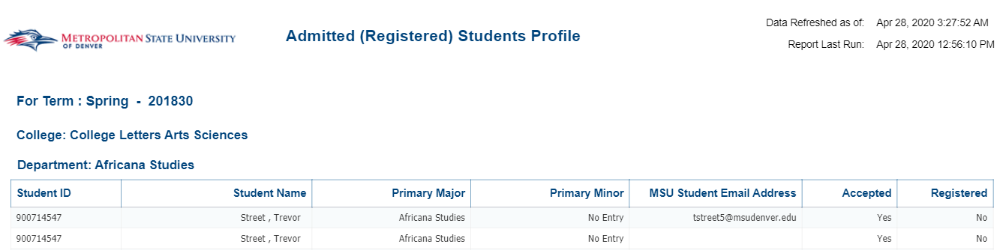 METROPOLITAN STATE UNIVERSITY
OF DENVER
Admitted (Registered) Students Profile
Data Refreshed as of: Apr 28, 2020 3:27:52 AM
Report Last Run: Apr 28, 2020 12:56:10 PM
For Term : Spring - 201830
College: College Letters Arts Sciences
Department: Africana Studies
Student ID Student Name Primary Major Primary Minor MSU Student Email Address Accepted Registered
900714547 Street , Trevor Africana Studies No Entry tstreet5@msudenver.edu Yes No
900714547 Street , Trevor Africana Studies No Entry Yes No